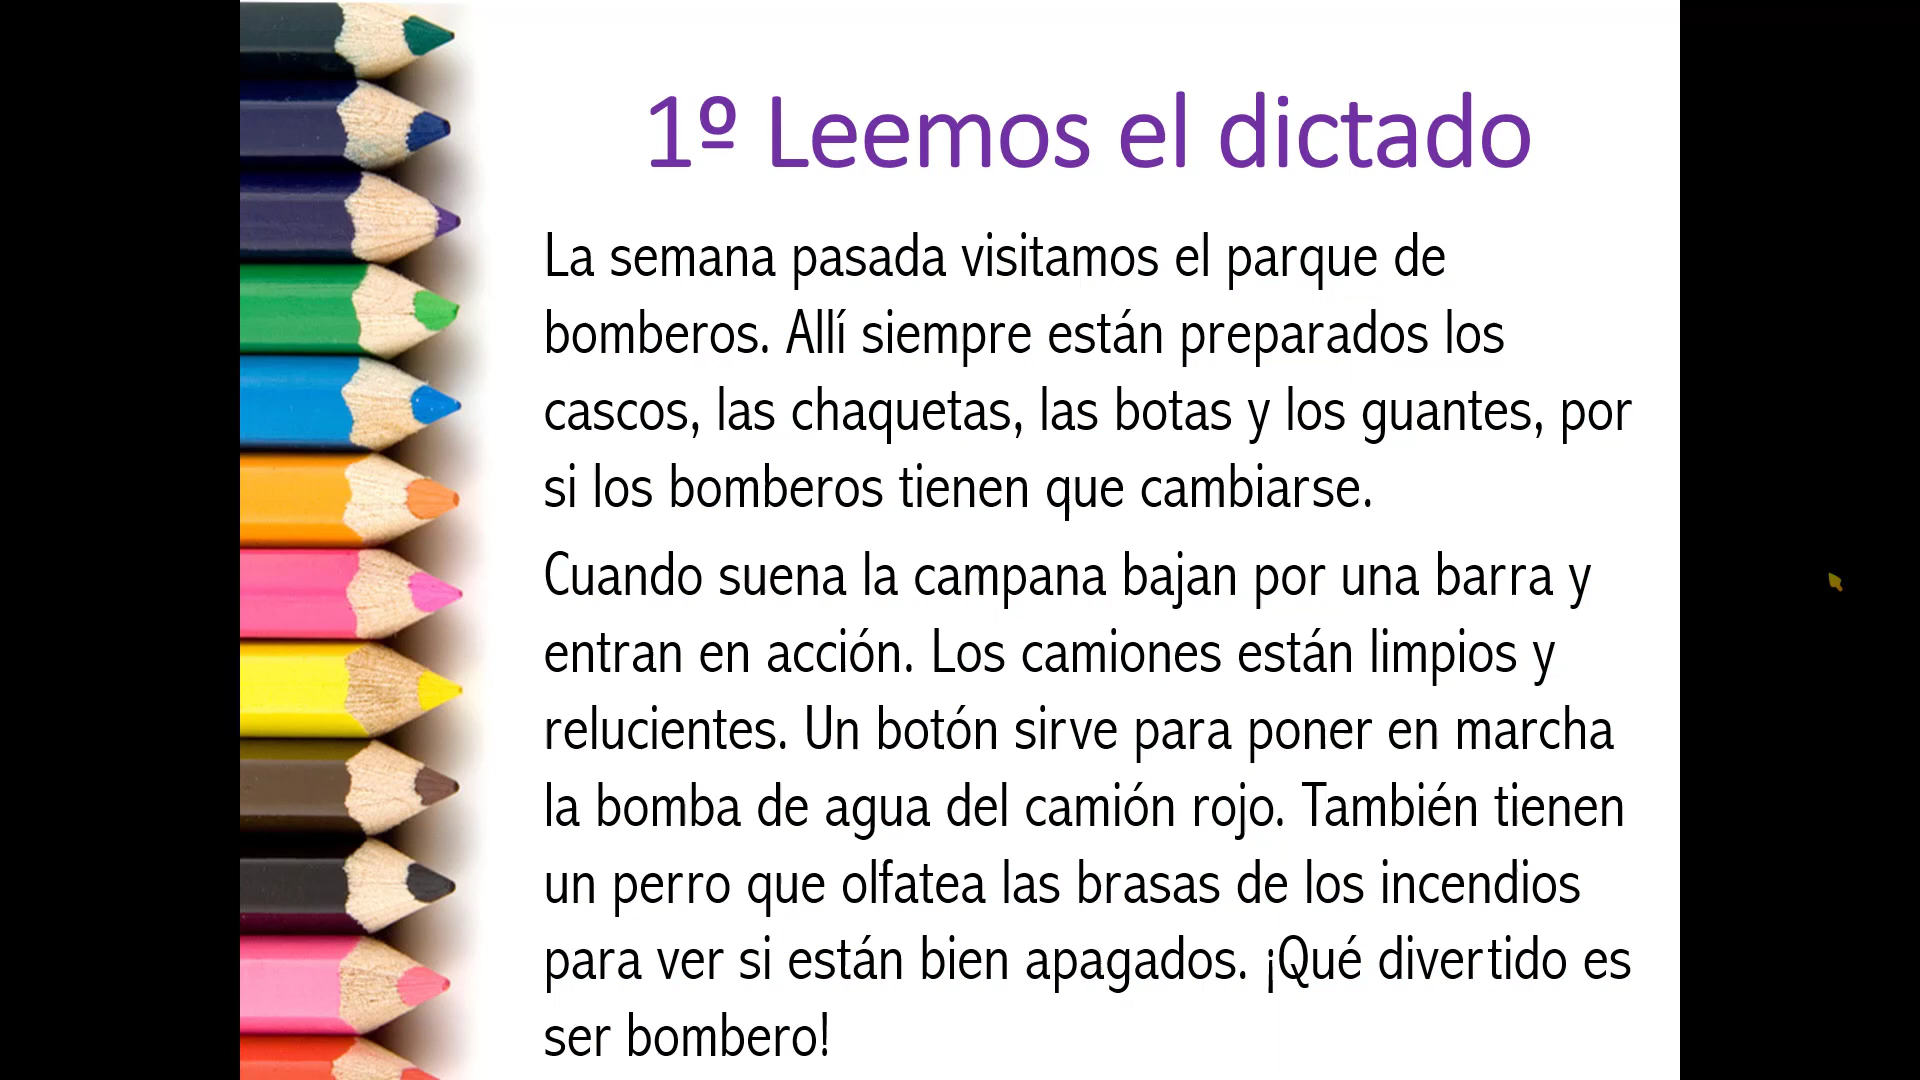 1º Leemos el dictado
La semana pasada visitamos el parque de
bomberos. Allí siempre están preparados los
cascos, las chaquetas, las botas y los guantes, por
si los bomberos tienen que cambiarse.
Cuando suena la campana bajan por una barra y
entran en acción. Los camiones están limpios y
relucientes. Un botón sirve para poner en marcha
la bomba de agua del camión rojo. También tienen
un perro que olfatea las brasas de los incendios
para ver si están bien apagados. ¡Qué divertido es
ser bombero!